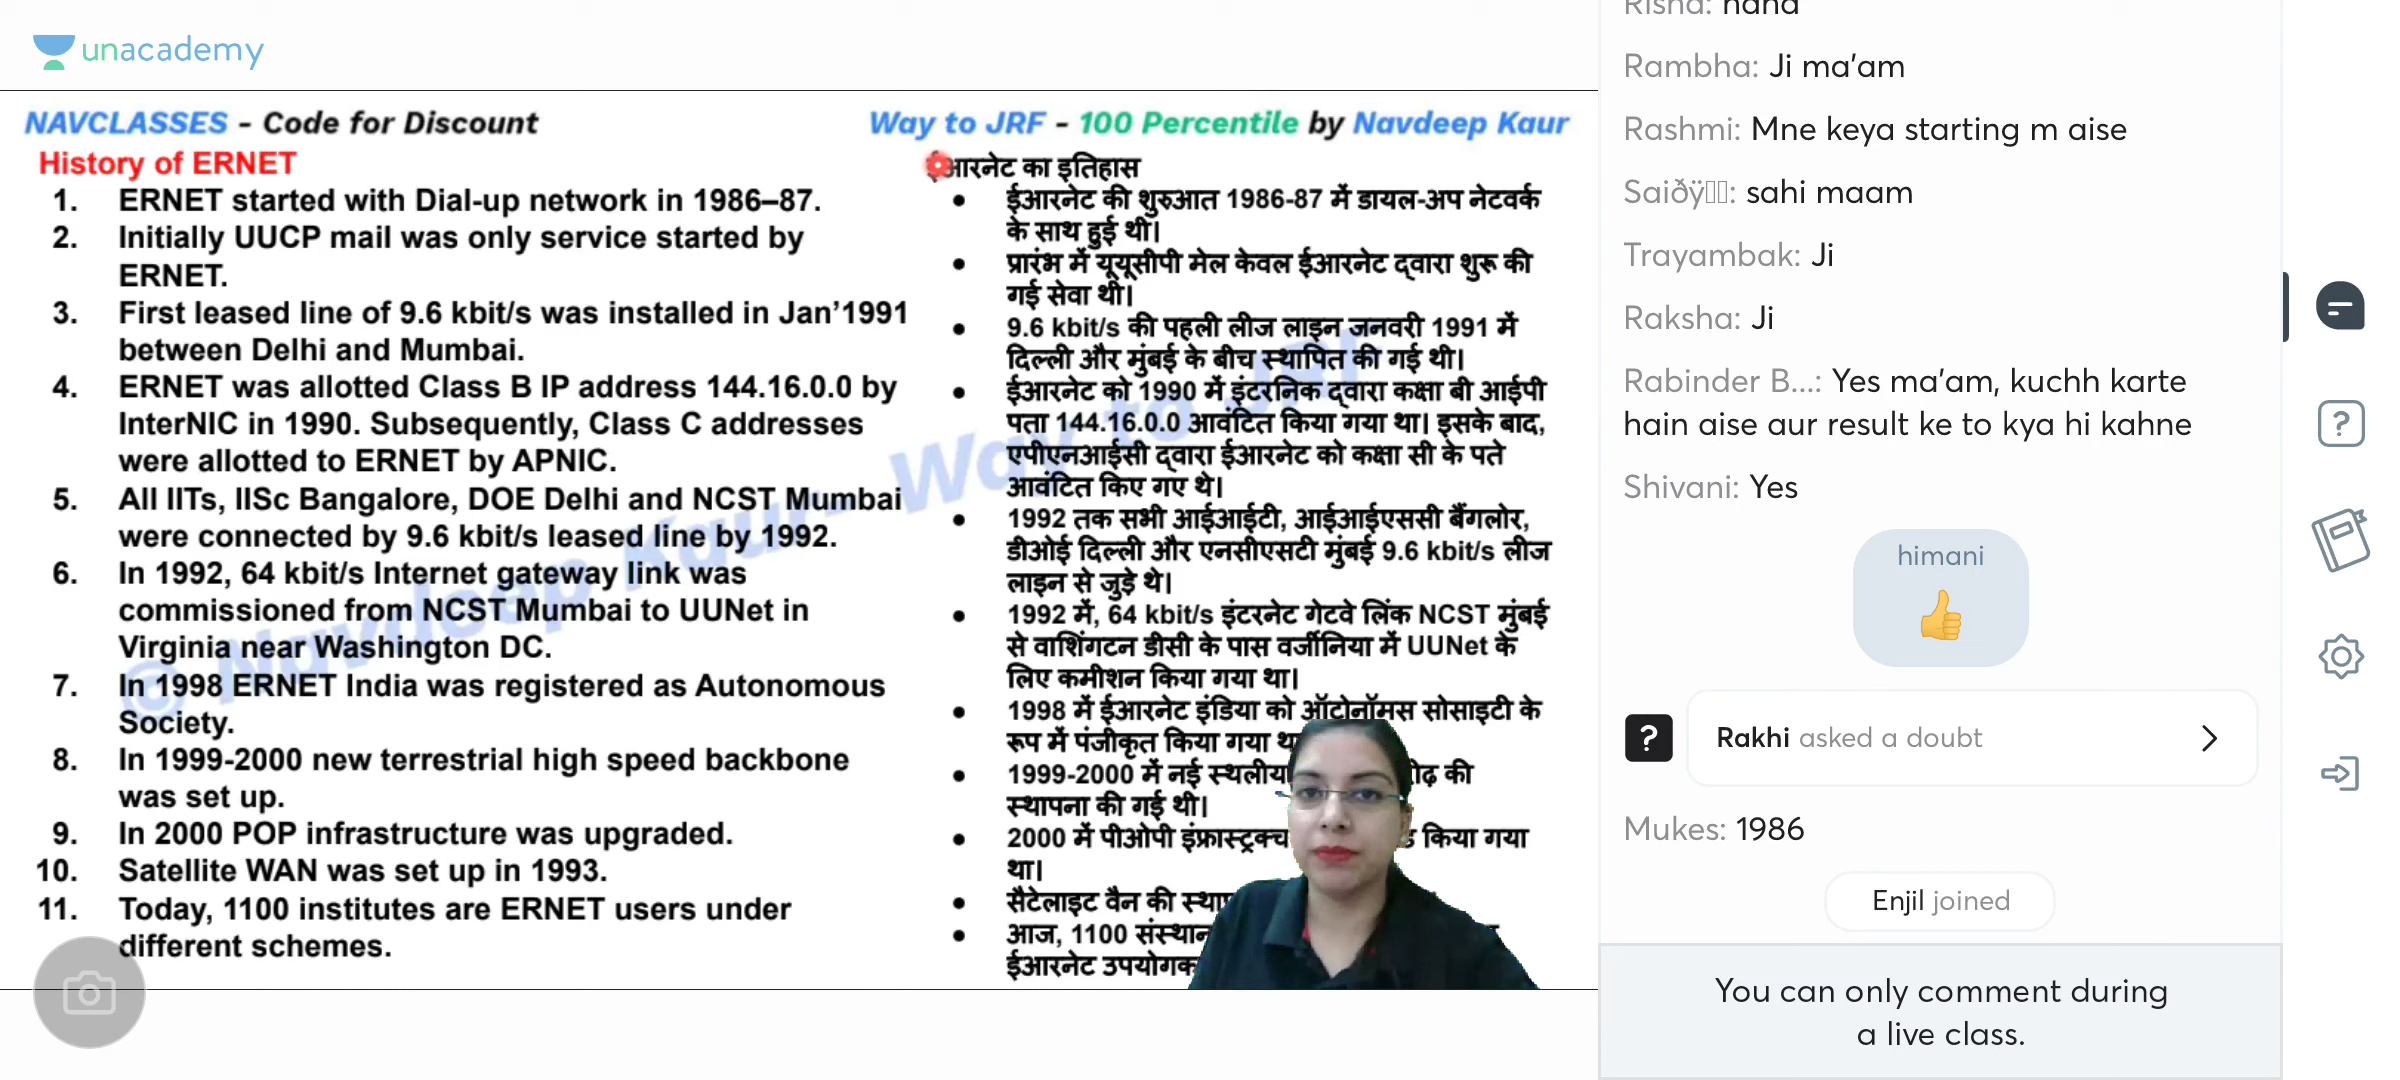 unacademy
NAVCLASSES - Code for Discount
Way to JRF - 100 Percentile by Navdeep Kaur
History of ERNET
1. ERNET started with Dial-up network in 1986–87.
2. Initially UUCP mail was only service started by
ERNET.
3. First leased line of 9.6 kbit/s was installed in Jan’1991
between Delhi and Mumbai.
4. ERNET was allotted Class B IP address 144.16.0.0 by
InterNIC in 1990. Subsequently, Class C addresses
were allotted to ERNET by APNIC.
5. All IITs, IISc Bangalore, DOE Delhi and NCST Mumbai
were connected by 9.6 kbit/s leased line by 1992.
6. In 1992, 64 kbit/s Internet gateway link was
commissioned from NCST Mumbai to UUNet in
Virginia near Washington DC.
7. In 1998 ERNET India was registered as Autonomous
Society.
8. In 1999-2000 new terrestrial high speed backbone
was set up.
9. In 2000 POP infrastructure was upgraded.
10. Satellite WAN was set up in 1993.
11. Today, 1100 institutes are ERNET users under
different schemes.
ईआरनेट का इतिहास
● ईआरनेट की शुरुआत 1986-87 में डायल-अप नेटवर्क
के साथ हुई थी।
● प्रारंभ में यूयूसीपी मेल केवल ईआरनेट द्वारा शुरू की
गई सेवा थी।
● 9.6 kbit/s की पहली लीज लाइन जनवरी 1991 में
दिल्ली और मुंबई के बीच स्थापित की गई थी।
● ईआरनेट को 1990 में इंटरनिक द्वारा कक्षा बी आईपी
पता 144.16.0.0 आवंटित किया गया था। इसके बाद,
एपीएनआईसी द्वारा ईआरनेट को कक्षा सी के पते
आवंटित किए गए थे।
● 1992 तक सभी आईआईटी, आईआईएससी बैंगलोर,
डीओई दिल्ली और एनसीएसटी मुंबई 9.6 kbit/s लीज
लाइन से जुड़े थे।
● 1992 में, 64 kbit/s इंटरनेट गेटवे लिंक NCST मुंबई
से वाशिंगटन डीसी के पास वर्जीनिया में UUNet के
लिए कमीशन किया गया था।
● 1998 में ईआरनेट इंडिया को ऑटोनॉमस सोसाइटी के
रूप में पंजीकृत किया गया
● 1999-2000 में नई की
स्थापना की गई थी।
● 2000 में पीओपी किया गया
था।
● सैटेलाइट वैन की
● आज, 1100
ईआरनेट
© Navdeep Kaur- Way to JRF
Risha: haha
Rambha: Ji ma'am
Rashmi: Mne keya starting m aise
Saiðÿ: sahi maam
Trayambak: Ji
Raksha: Ji
Rabinder B...: Yes ma'am, kuchh karte
hain aise aur result ke to kya hi kahne
Shivani: Yes
himani
? Rakhi asked a doubt
Mukes: 1986
Enjil joined
You can only comment during
a live class.
?